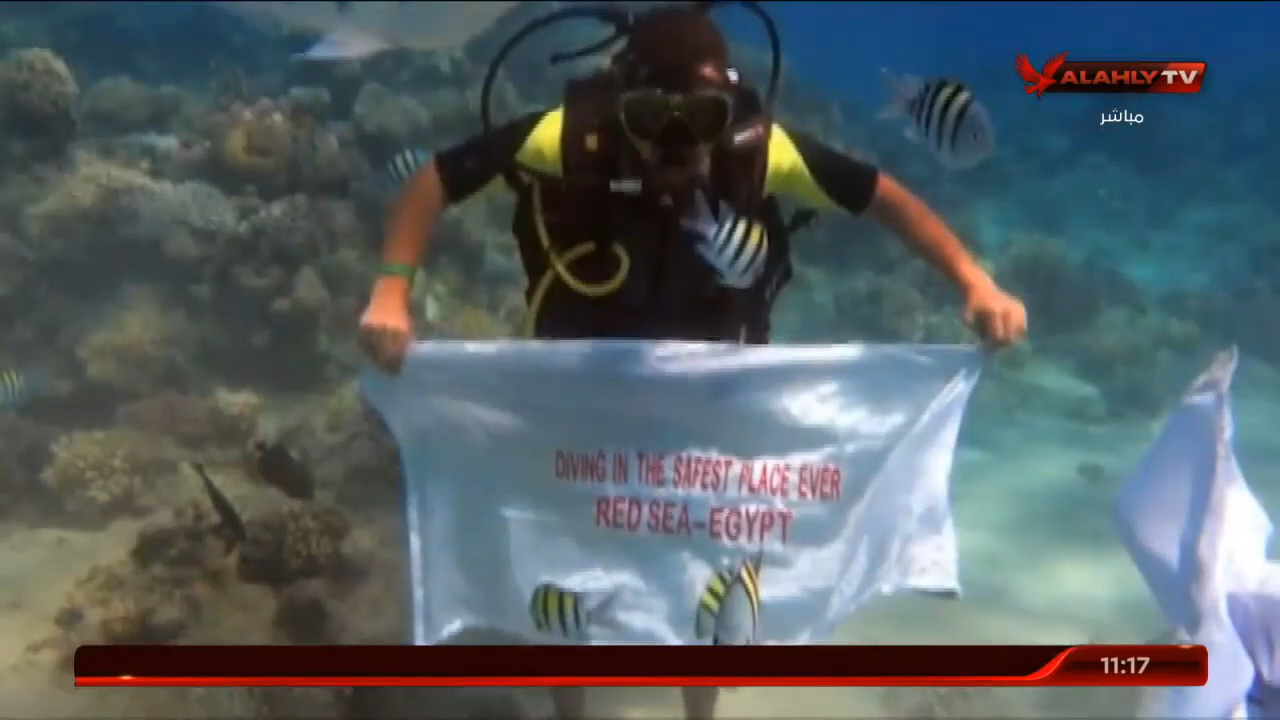 ALAHLY TV
مباشر
DIVING IN THE SAFEST PLACE EVER
RED SEA-EGYPT
11:17